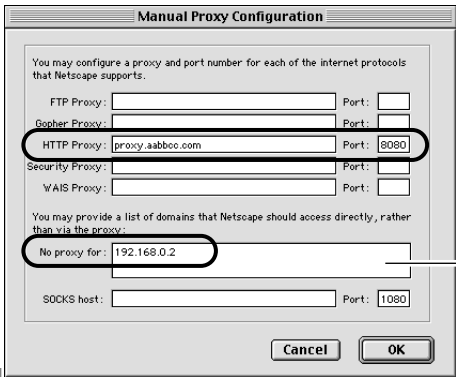 Manual Proxy Configuration
You may configure a proxy and port number for each of the internet protocols
that Netscape supports.
FTP Proxy: Port:
Gopher Proxy: Port:
HTTP Proxy: proxy.aabbcc.com Port: 8080
Security Proxy: Port:
WAIS Proxy: Port:
You may provide a list of domains that Netscape should access directly, rather
than via the proxy:
No proxy for: 192.168.0.2
SOCKS host: Port: 1080
Cancel OK